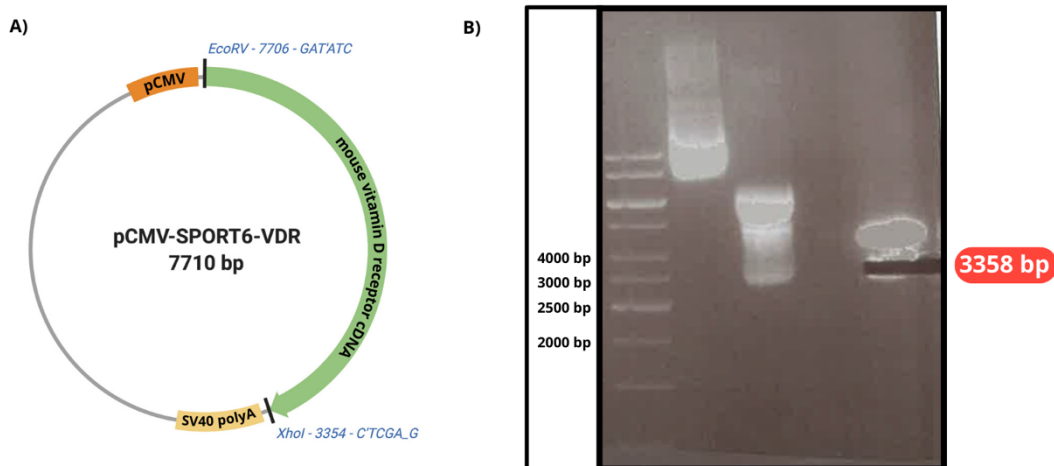 A)
EcoRV - 7706 - GAT'ATC
pCMV
mouse vitamin D receptor cDNA
pCMV-SPORT6-VDR
7710 bp
SV40 polyA
XhoI - 3354 - C'TCGA_G
B)
4000 bp
3000 bp
2500 bp
2000 bp
3358 bp